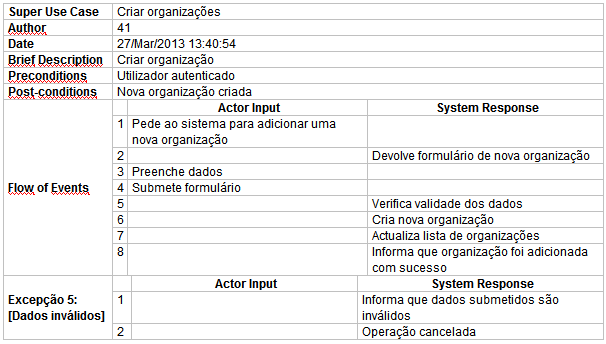 Super Use Case Criar organizações
Author 41
Date 27/Mar/2013 13:40:54
Brief Description Criar organização
Preconditions Utilizador autenticado
Post-conditions Nova organização criada
Flow of Events
Actor Input System Response
1 Pede ao sistema para adicionar uma
nova organização
2 Devolve formulário de nova organização
3 Preenche dados
4 Submete formulário
5 Verifica validade dos dados
6 Cria nova organização
7 Actualiza lista de organizações
8 Informa que organização foi adicionada
com sucesso
Excepção 5:
[Dados inválidos]
Actor Input System Response
1 Informa que dados submetidos são
inválidos
2 Operação cancelada